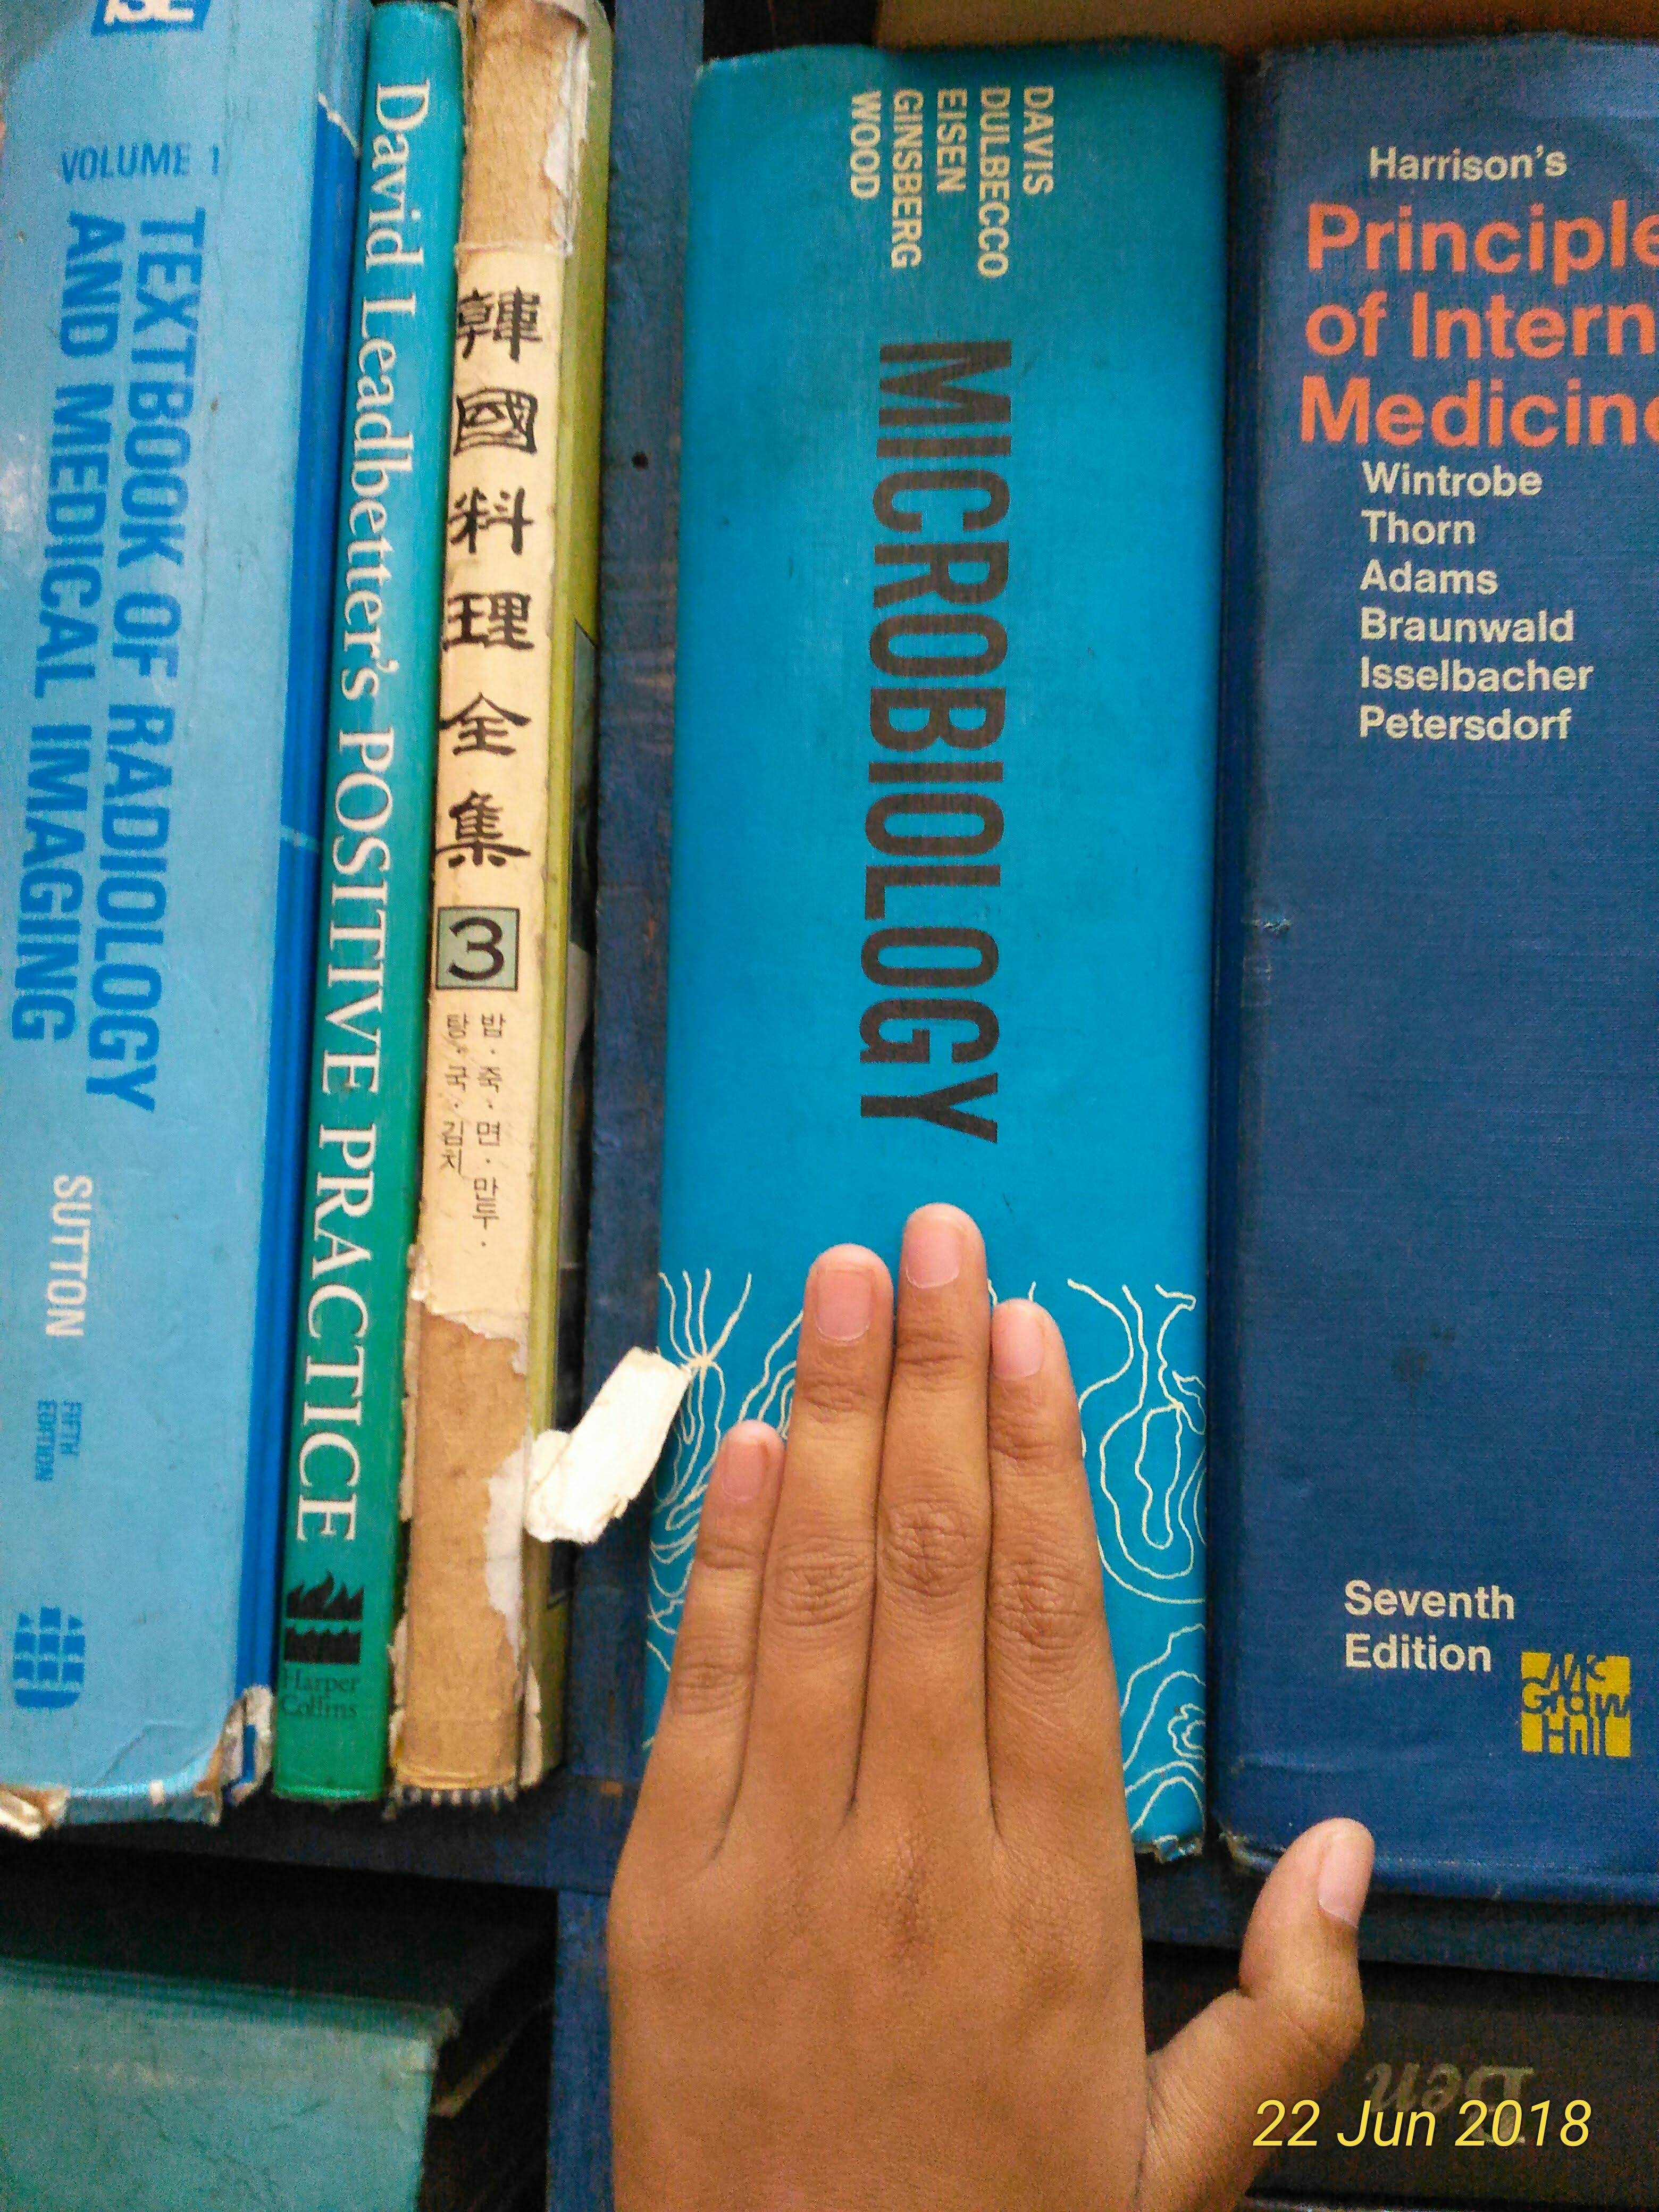 ISE
VOLUME 1
TEXTBOOK OF RADIOLOGY
AND MEDICAL IMAGING
SUTTON
FIFTH
EDITION
David Leadbetter's POSITIVE PRACTICE
Harper
Collins
韓國料理全集
3
밥·죽·면·만두·
탕·국·김치
DAVIS
DULBECCO
EISEN
GINSBERG
WOOD
MICROBIOLOGY
Harrison's
Principle
of Intern
Medicine
Wintrobe
Thorn
Adams
Braunwald
Isselbacher
Petersdorf
Seventh
Edition
Mc
Graw
Hill
22 Jun 2018